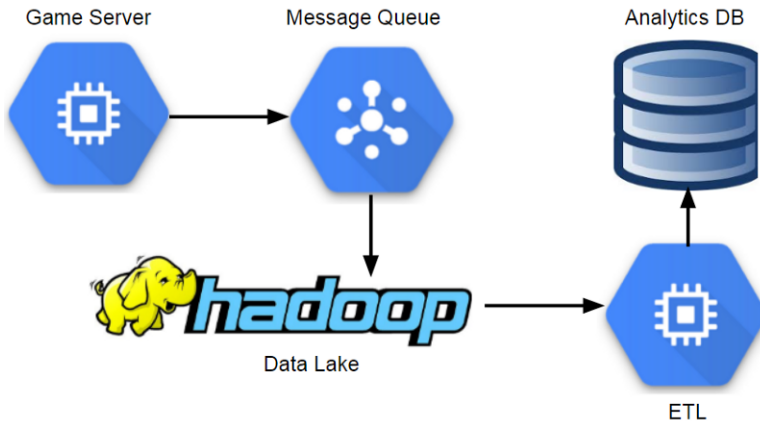 Game Server
Message Queue
Analytics DB
hadoop
Data Lake
ETL